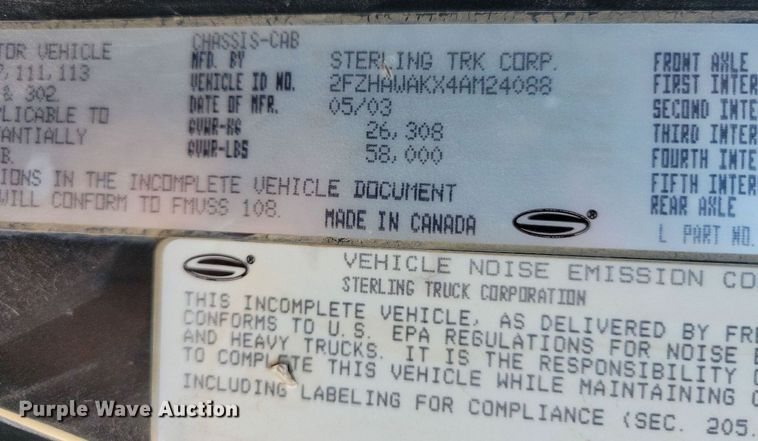 TOR VEHICLE
, 111, 113
& 302
PLICABLE TO
ANTIALLY
B.
CHASSIS-CAB
MFD. BY STERLING TRK CORP.
VEHICLE ID NO. 2FZHAWAKX4AM24088
DATE OF MFR. 05/03
GVWR-KG 26,308
GVWR-LBS 58,000
FRONT AXLE
FIRST INTER
SECOND INTE
THIRD INTER
FOURTH INTE
FIFTH INTER
REAR AXLE
IONS IN THE INCOMPLETE VEHICLE DOCUMENT
WILL CONFORM TO FMVSS 108. MADE IN CANADA S®
L PART NO.
S® VEHICLE NOISE EMISSION CO
STERLING TRUCK CORPORATION
THIS INCOMPLETE VEHICLE, AS DELIVERED BY FRE
CONFORMS TO U.S. EPA REGULATIONS FOR NOISE E
AND HEAVY TRUCKS. IT IS THE RESPONSIBILITY O
TO COMPLETE THIS VEHICLE WHILE MAINTAINING C
INCLUDING LABELING FOR COMPLIANCE (SEC. 205.
Purple Wave Auction